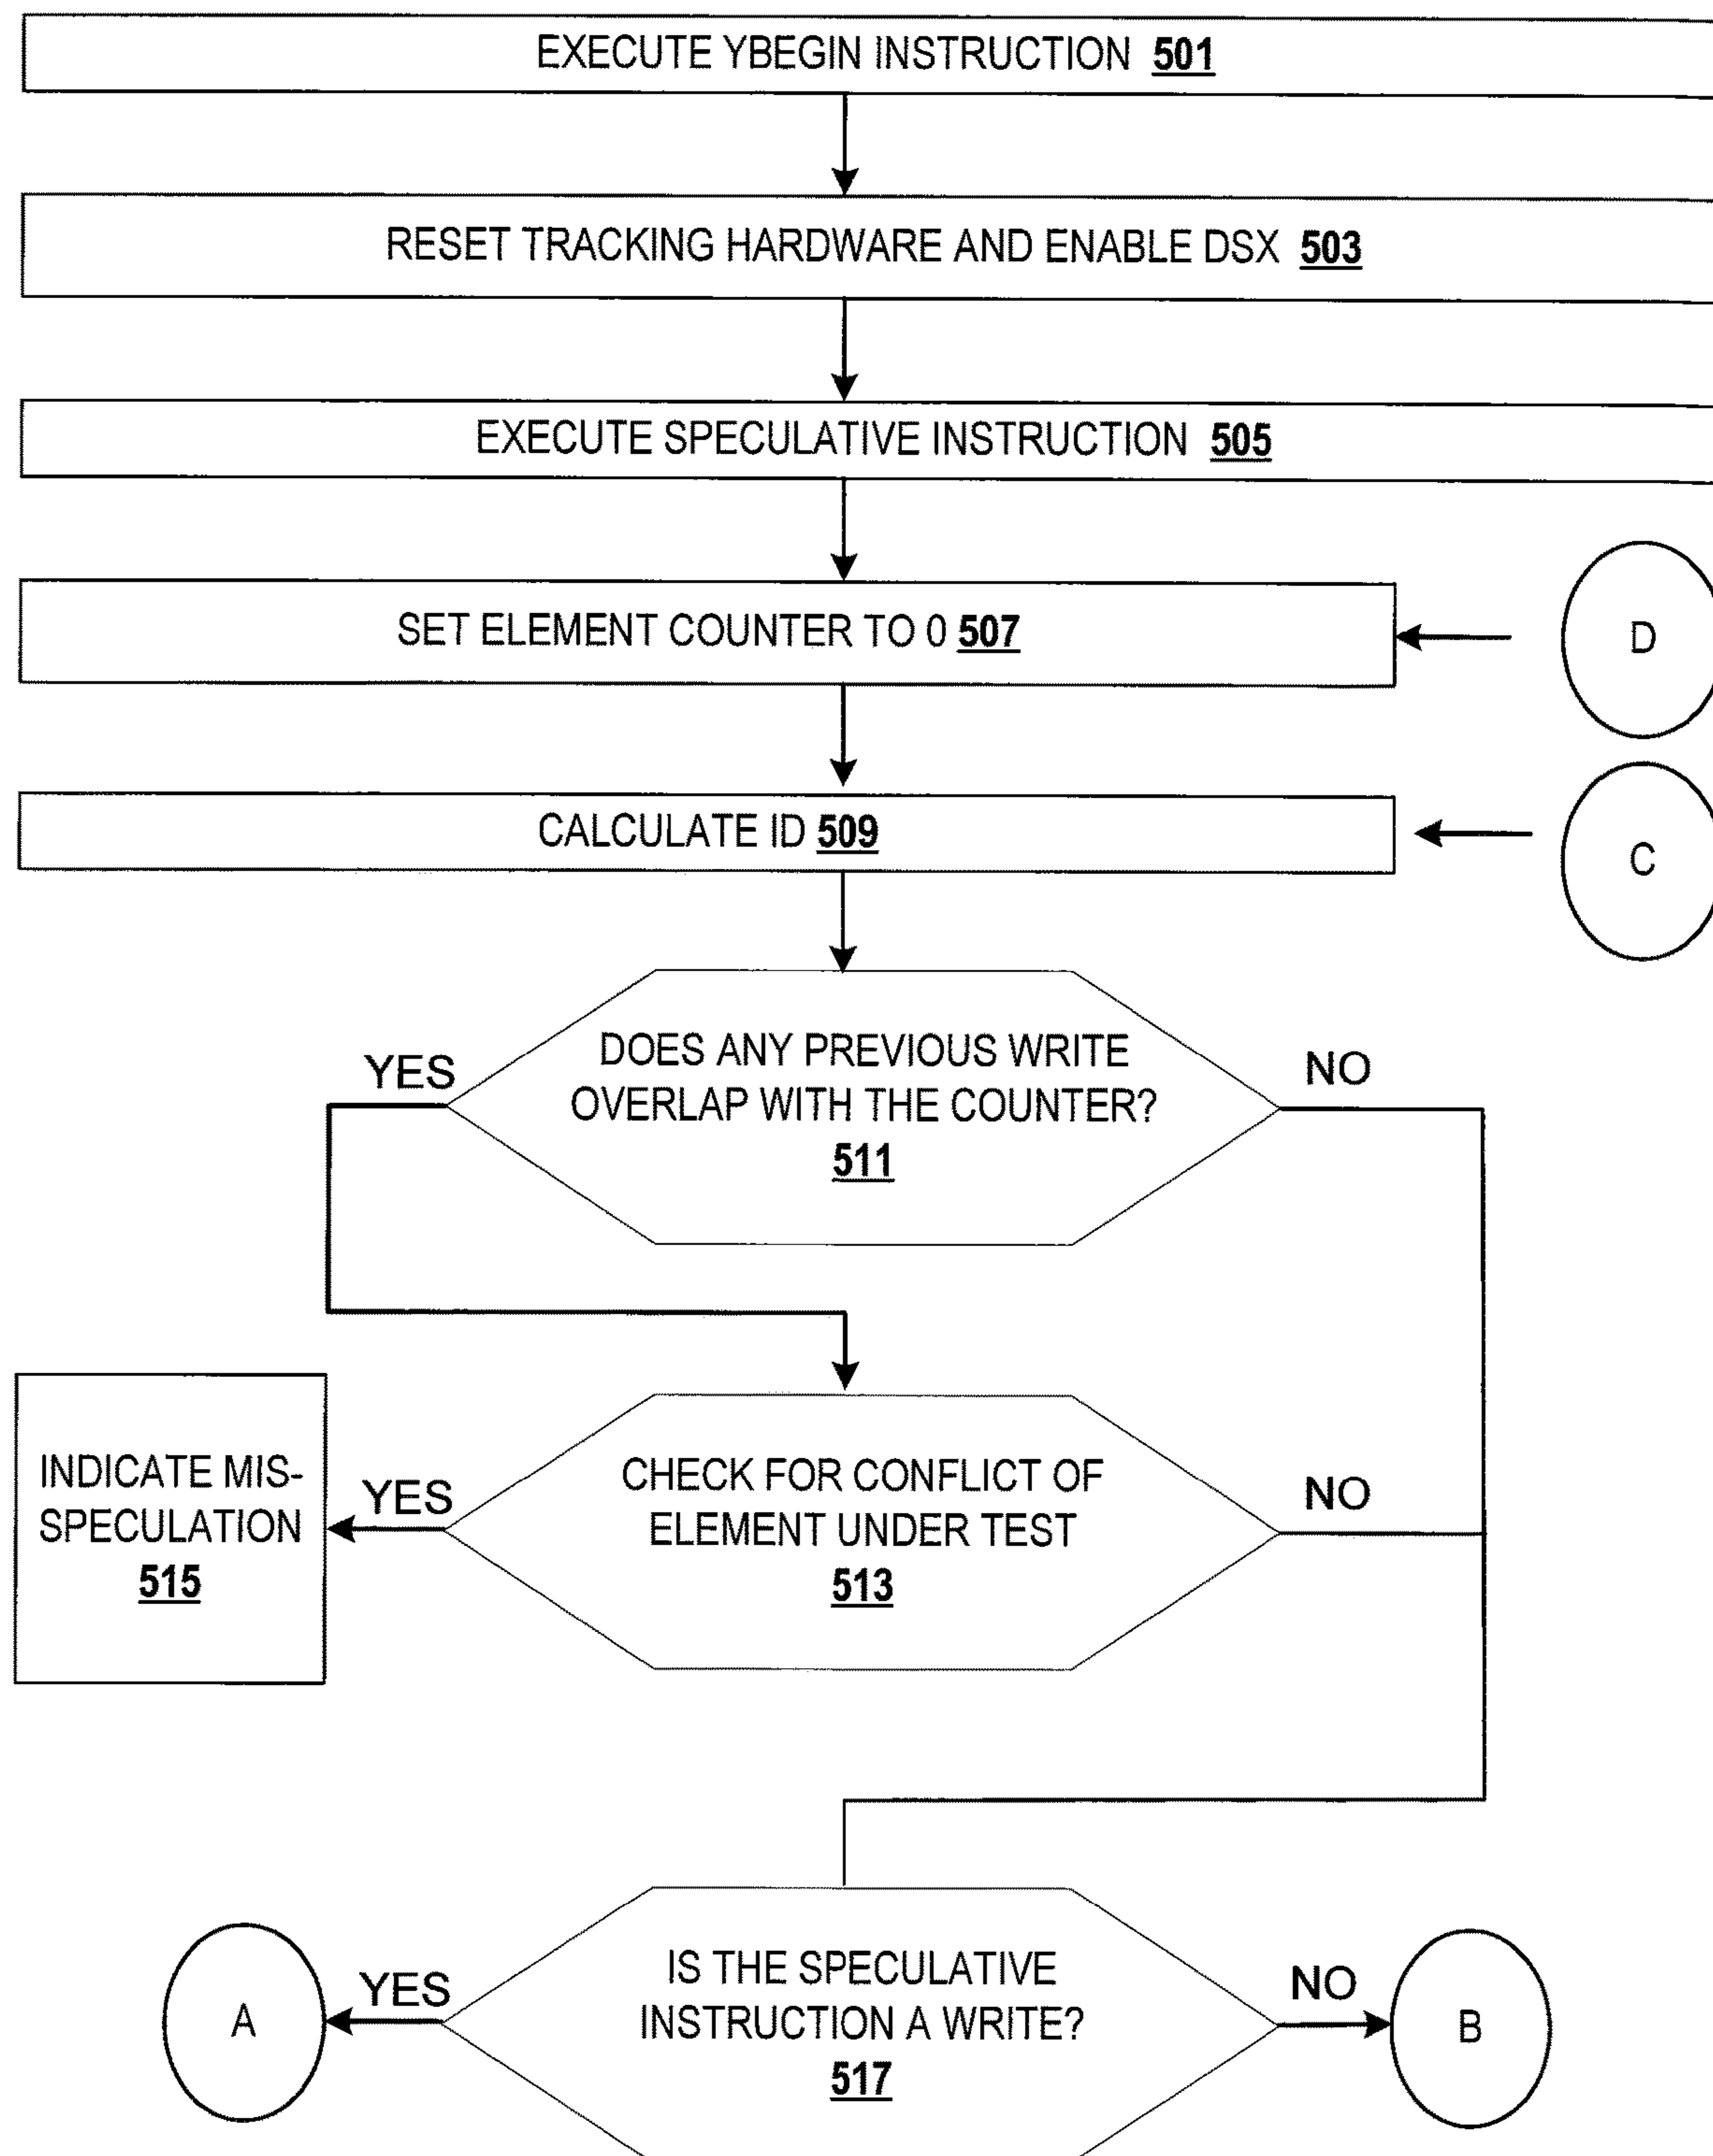 EXECUTE YBEGIN INSTRUCTION 501
RESET TRACKING HARDWARE AND ENABLE DSX 503
EXECUTE SPECULATIVE INSTRUCTION 505
SET ELEMENT COUNTER TO 0 507
D
CALCULATE ID 509
C
DOES ANY PREVIOUS WRITE
OVERLAP WITH THE COUNTER?
511
YES
NO
CHECK FOR CONFLICT OF
ELEMENT UNDER TEST
513
YES
NO
INDICATE MIS-
SPECULATION
515
IS THE SPECULATIVE
INSTRUCTION A WRITE?
517
YES
NO
A
B